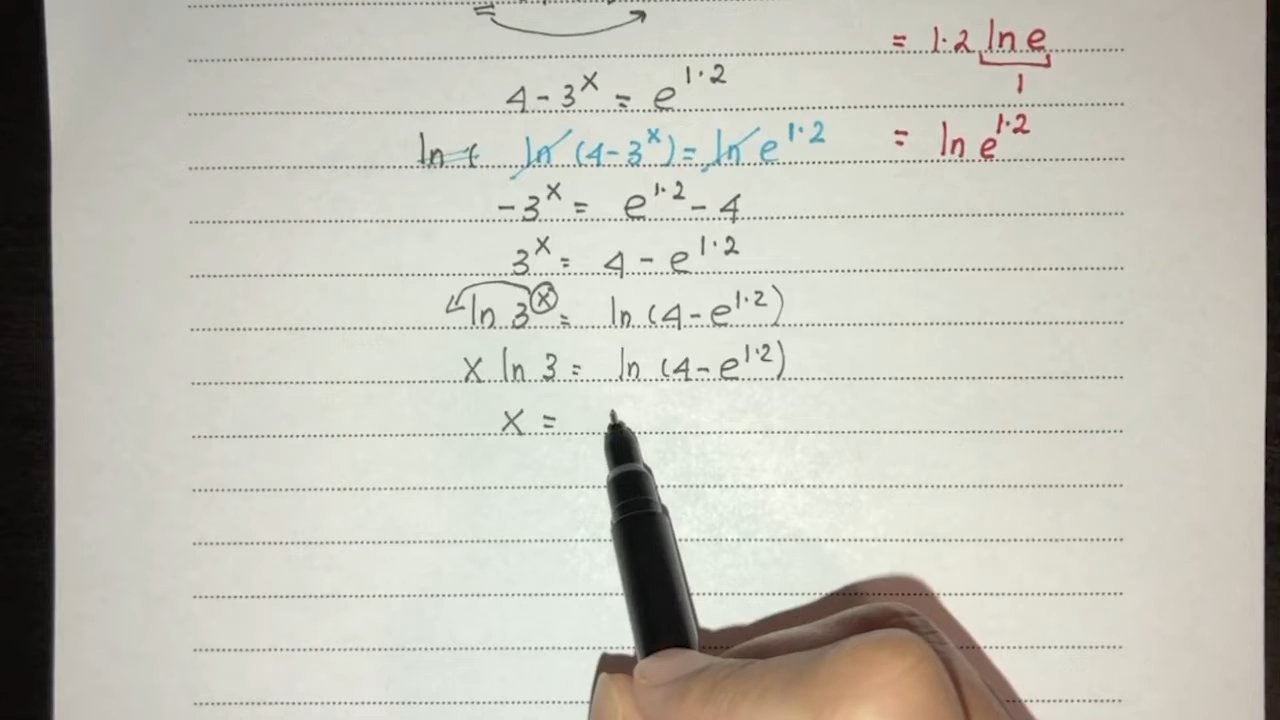 = 1.2 ln e
1
4 - 3^x = e^1.2
ln ( ln (4 - 3^x) = ln e^1.2 = ln e^1.2
-3^x = e^1.2 - 4
3^x = 4 - e^1.2
ln 3^x = ln (4 - e^1.2)
x ln 3 = ln (4 - e^1.2)
x =